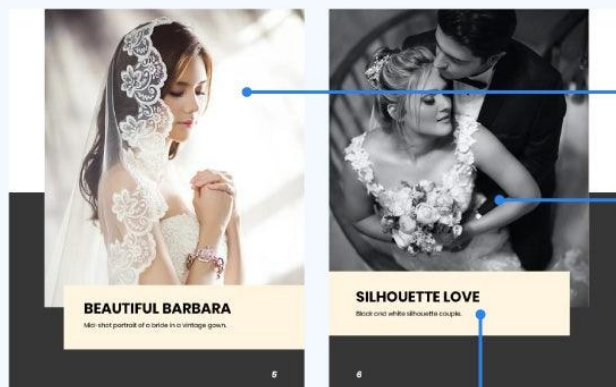 BEAUTIFUL BARBARA
Mid-shot portrait of a bride in a vintage gown.
5
SILHOUETTE LOVE
Black and white silhouette couple.
6